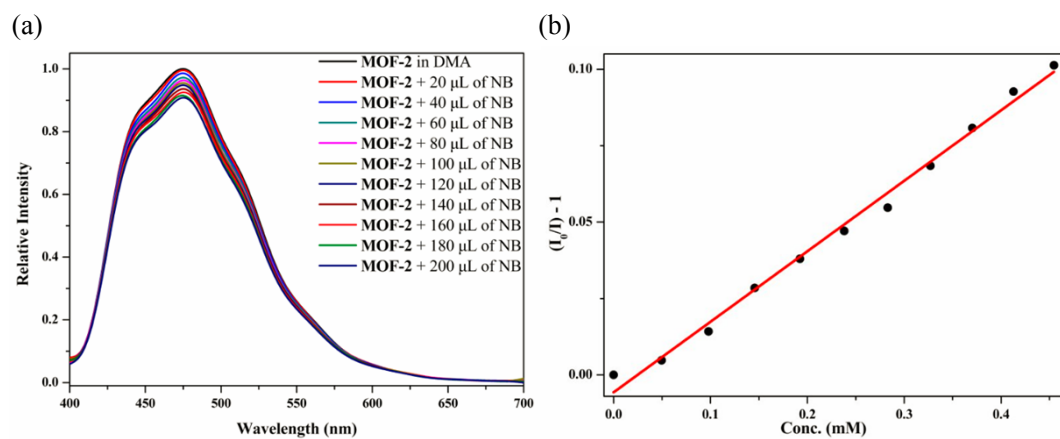 (a)
(b)
MOF-2 in DMA
MOF-2 + 20 μL of NB
MOF-2 + 40 μL of NB
MOF-2 + 60 μL of NB
MOF-2 + 80 μL of NB
MOF-2 + 100 μL of NB
MOF-2 + 120 μL of NB
MOF-2 + 140 μL of NB
MOF-2 + 160 μL of NB
MOF-2 + 180 μL of NB
MOF-2 + 200 μL of NB
Relative Intensity
1.0
0.8
0.6
0.4
0.2
0.0
400
450
500
550
600
650
700
Wavelength (nm)
(I₀/I) - 1
0.10
0.05
0.00
0.0
0.1
0.2
0.3
0.4
Conc. (mM)